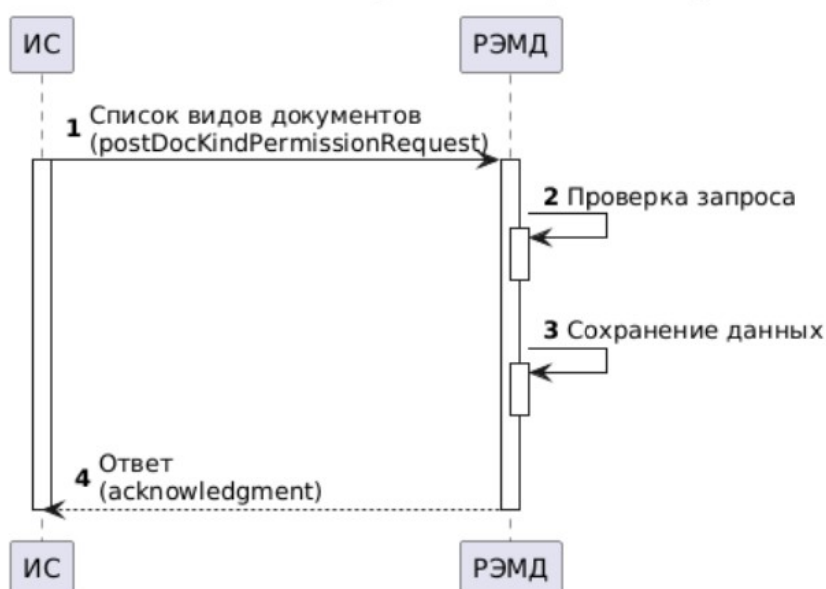 ИС
РЭМД
1 Список видов документов
(postDocKindPermissionRequest)
2 Проверка запроса
3 Сохранение данных
4 Ответ
(acknowledgment)
ИС
РЭМД